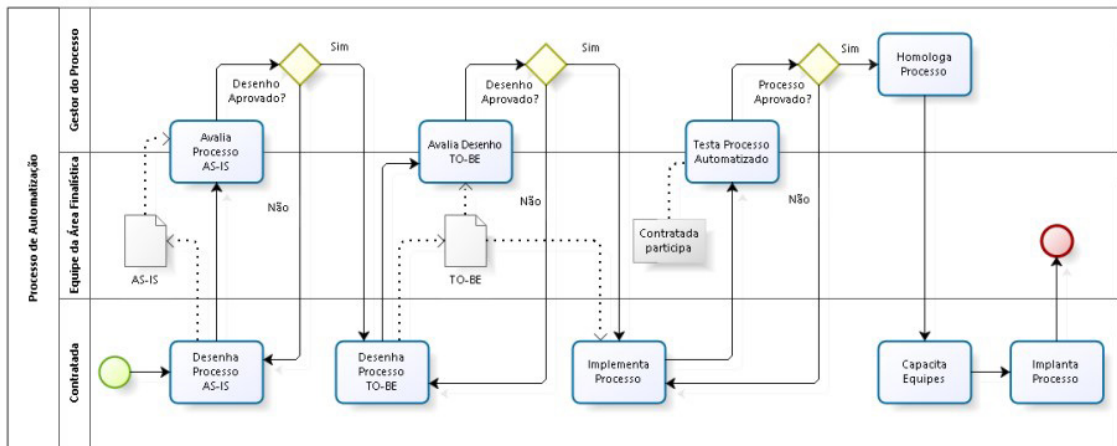 Processo de Automatização
Gestor do Processo
Equipe da Área Finalística
Contratada
Sim
Desenho
Aprovado?
Avalia
Processo
AS-IS
Não
AS-IS
Desenha
Processo
AS-IS
Sim
Desenho
Aprovado?
Avalia Desenho
TO-BE
Não
TO-BE
Desenha
Processo
TO-BE
Sim
Processo
Aprovado?
Testa Processo
Automatizado
Não
Contratada
participa
Implementa
Processo
Homologa
Processo
Capacita
Equipes
Implanta
Processo